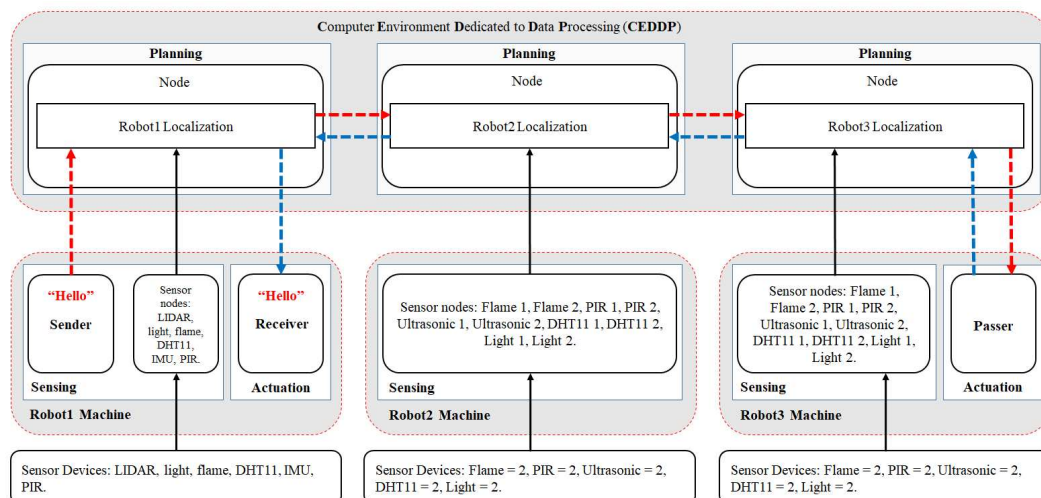 Computer Environment Dedicated to Data Processing (CEDDP)
Planning
Node
Robot1 Localization
Planning
Node
Robot2 Localization
Planning
Node
Robot3 Localization
“Hello”
Sender
Sensor
nodes:
LIDAR,
light, flame,
DHT11,
IMU, PIR.
Sensing
“Hello”
Receiver
Actuation
Robot1 Machine
Sensor nodes: Flame 1, Flame 2, PIR 1, PIR 2,
Ultrasonic 1, Ultrasonic 2, DHT11 1, DHT11 2,
Light 1, Light 2.
Sensing
Robot2 Machine
Sensor nodes: Flame 1,
Flame 2, PIR 1, PIR 2,
Ultrasonic 1, Ultrasonic 2,
DHT11 1, DHT11 2, Light 1,
Light 2.
Sensing
Passer
Actuation
Robot3 Machine
Sensor Devices: LIDAR, light, flame, DHT11, IMU,
PIR.
Sensor Devices: Flame = 2, PIR = 2, Ultrasonic = 2,
DHT11 = 2, Light = 2.
Sensor Devices: Flame = 2, PIR = 2, Ultrasonic = 2,
DHT11 = 2, Light = 2.